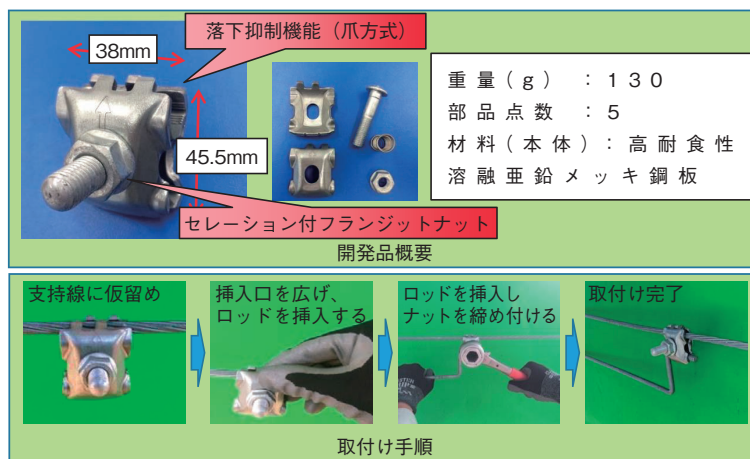 落下抑制機能（爪方式）
38mm
45.5mm
セレーション付フランジットナット
重量(g) ：130
部品点数 ：5
材料(本体)：高耐食性
溶融亜鉛メッキ鋼板
開発品概要
支持線に仮留め
挿入口を広げ、
ロッドを挿入する
ロッドを挿入し
ナットを締め付ける
取付け完了
取付け手順